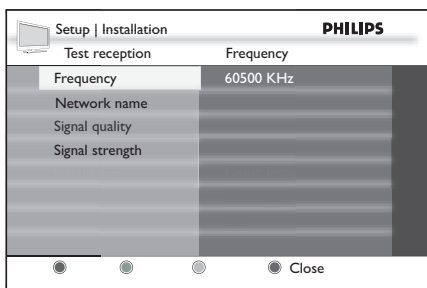 Setup | Installation
PHILIPS
Test reception
Frequency
Frequency
60500 KHz
Network name
Signal quality
Signal strength
Close